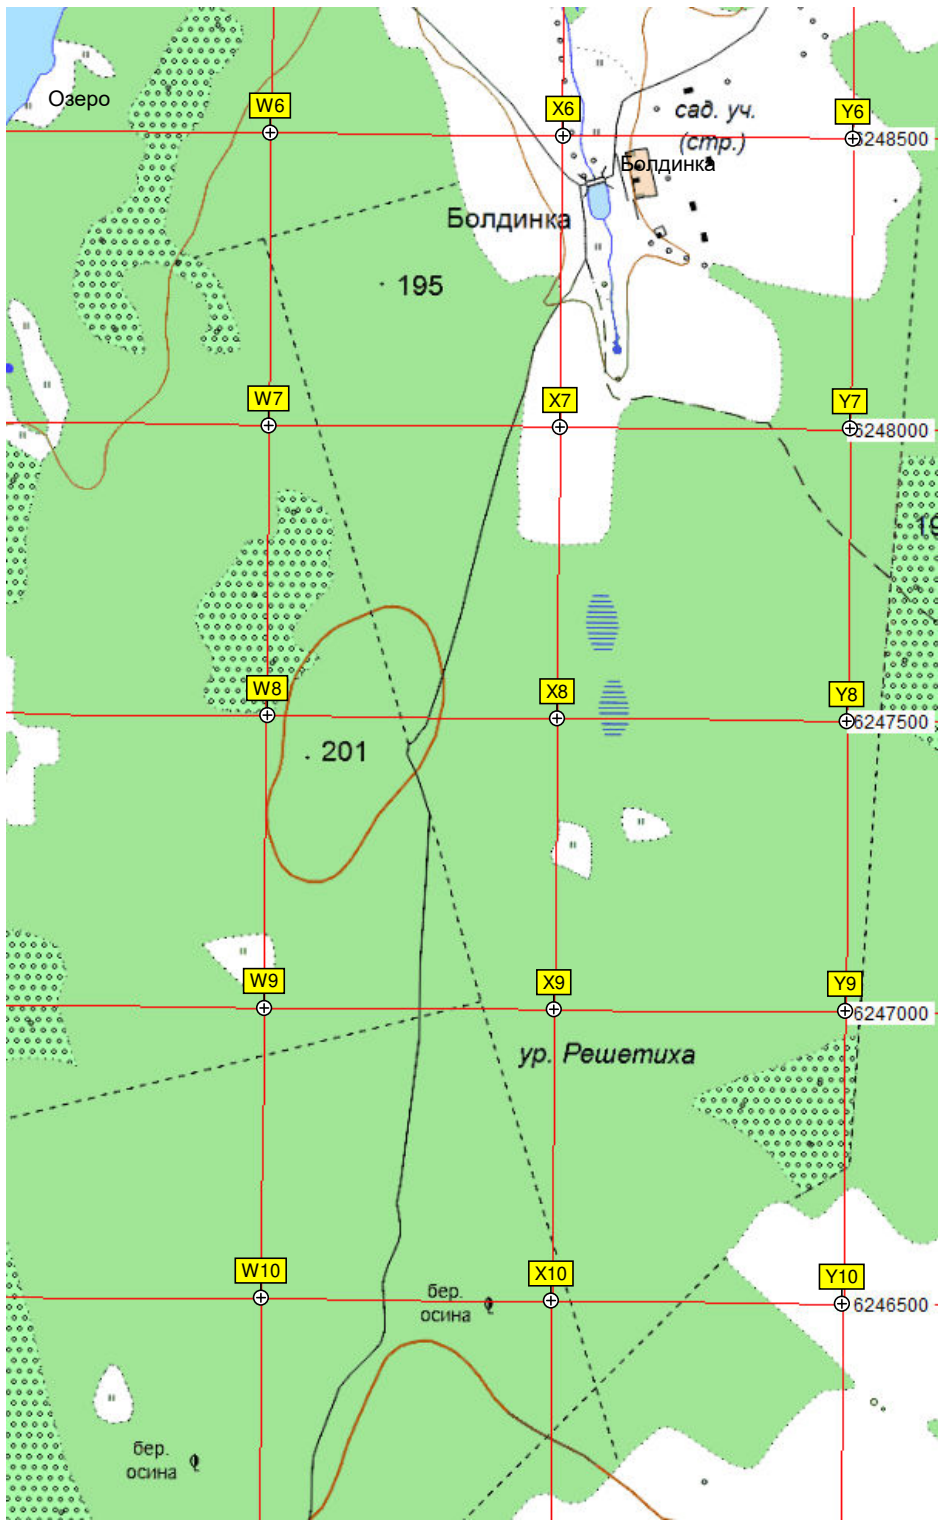 Озеро
W6
X6
сад. уч.
(стр.)
Y6
6248500
Болдинка
Болдинка
195
W7
X7
Y7
6248000
19
W8
X8
Y8
6247500
201
W9
X9
Y9
6247000
ур. Решетиха
W10
X10
Y10
6246500
бер.
осина
бер.
осина